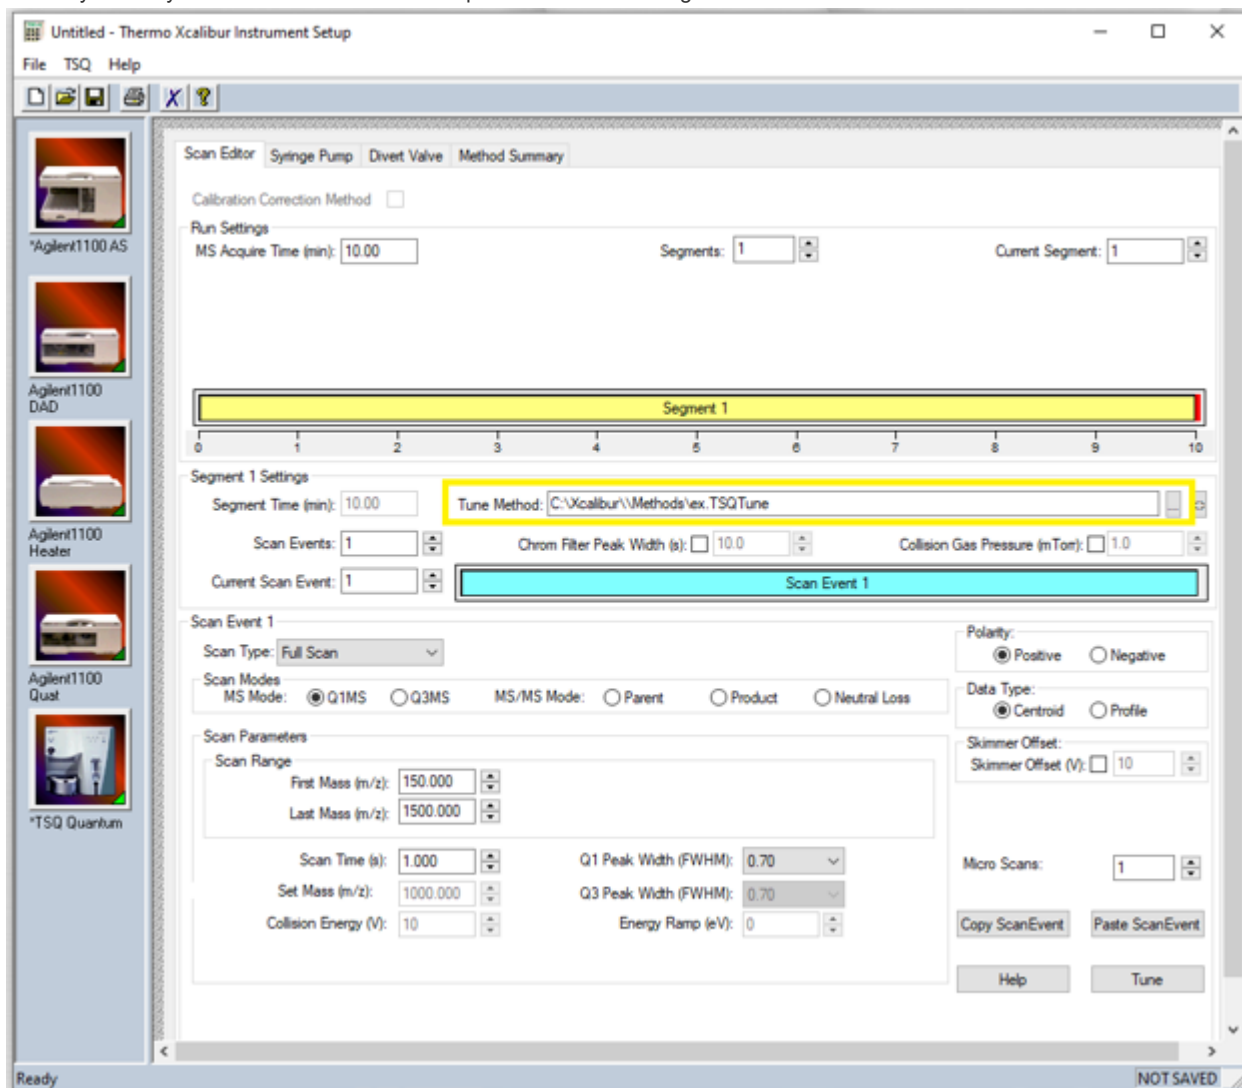 Untitled - Thermo Xcalibur Instrument Setup
File TSQ Help
*Agilent1100 AS
Agilent1100
DAD
Agilent1100
Heater
Agilent1100
Quat
*TSQ Quantum
Scan Editor Syringe Pump Divert Valve Method Summary
Calibration Correction Method
Run Settings
MS Acquire Time (min): 10.00 Segments: 1 Current Segment: 1
Segment 1
0 1 2 3 4 5 6 7 8 9 10
Segment 1 Settings
Segment Time (min): 10.00 Tune Method: C:\Xcalibur\\Methods\ex.TSQTune ...
Scan Events: 1 Chrom Filter Peak Width (s): 10.0 Collision Gas Pressure (mTorr): 1.0
Current Scan Event: 1 Scan Event 1
Scan Event 1
Scan Type: Full Scan
Scan Modes
MS Mode: Q1MS Q3MS MS/MS Mode: Parent Product Neutral Loss
Polarity:
Positive Negative
Data Type:
Centroid Profile
Skimmer Offset:
Skimmer Offset (V): 10
Scan Parameters
Scan Range
First Mass (m/z): 150.000
Last Mass (m/z): 1500.000
Scan Time (s): 1.000 Q1 Peak Width (FWHM): 0.70 Micro Scans: 1
Set Mass (m/z): 1000.000 Q3 Peak Width (FWHM): 0.70
Collision Energy (V): 10 Energy Ramp (eV): 0 Copy ScanEvent Paste ScanEvent
Help Tune
Ready NOT SAVED